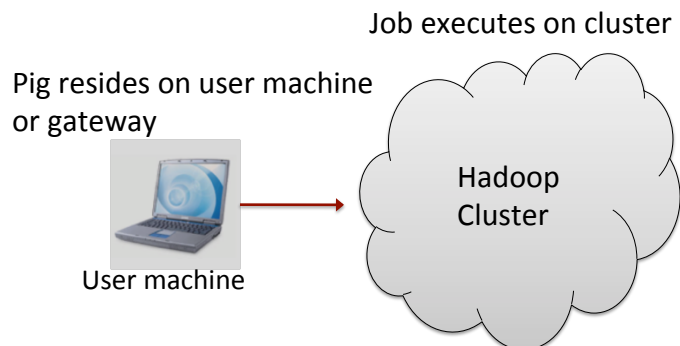 Job executes on cluster
Pig resides on user machine
or gateway
Hadoop
Cluster
User machine